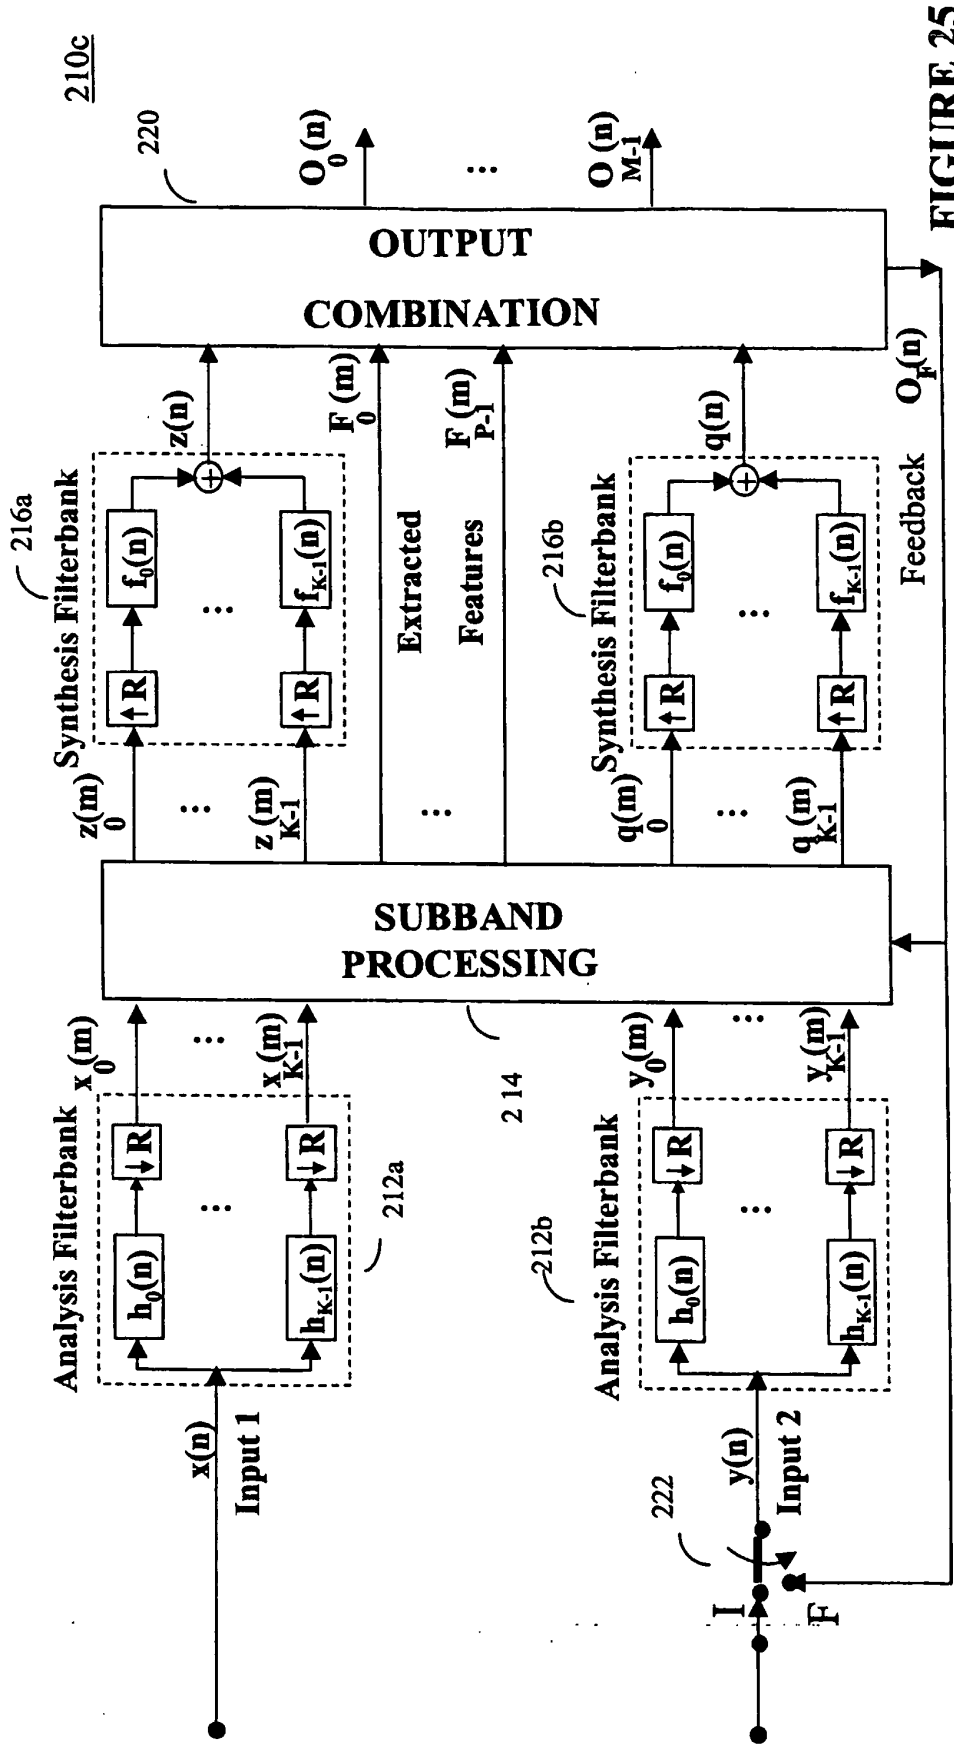 210c
220
216a
Synthesis Filterbank
Analysis Filterbank
x(n)
Input 1
h0(n)
↓R
hK-1(n)
↓R
...
212a
x0(m)
...
xK-1(m)
SUBBAND
PROCESSING
214
z0(m)
...
zK-1(m)
↑R
f0(n)
...
↑R
fK-1(n)
+
z(n)
F0(m)
Extracted
...
Features
FP-1(m)
OUTPUT
COMBINATION
O0(n)
...
OM-1(n)
212b
Analysis Filterbank
222
I
F
y(n)
Input 2
h0(n)
↓R
...
hK-1(n)
↓R
y0(m)
...
yK-1(m)
216b
Synthesis Filterbank
q0(m)
...
qK-1(m)
↑R
f0(n)
...
↑R
fK-1(n)
+
q(n)
Feedback
OF(n)
FIGURE 25